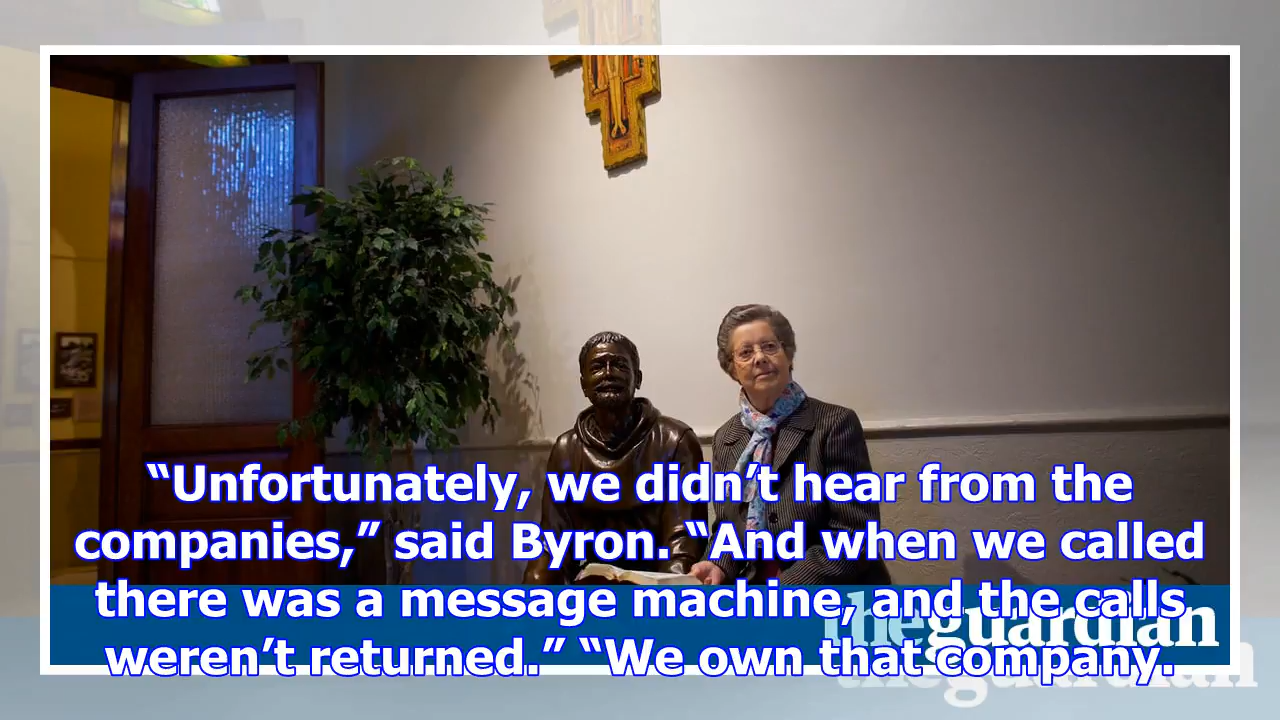 “Unfortunately, we didn’t hear from the
companies,” said Byron. “And when we called
there was a message machine, and the calls
weren’t returned.” “We own that company.
theguardian
theguardian